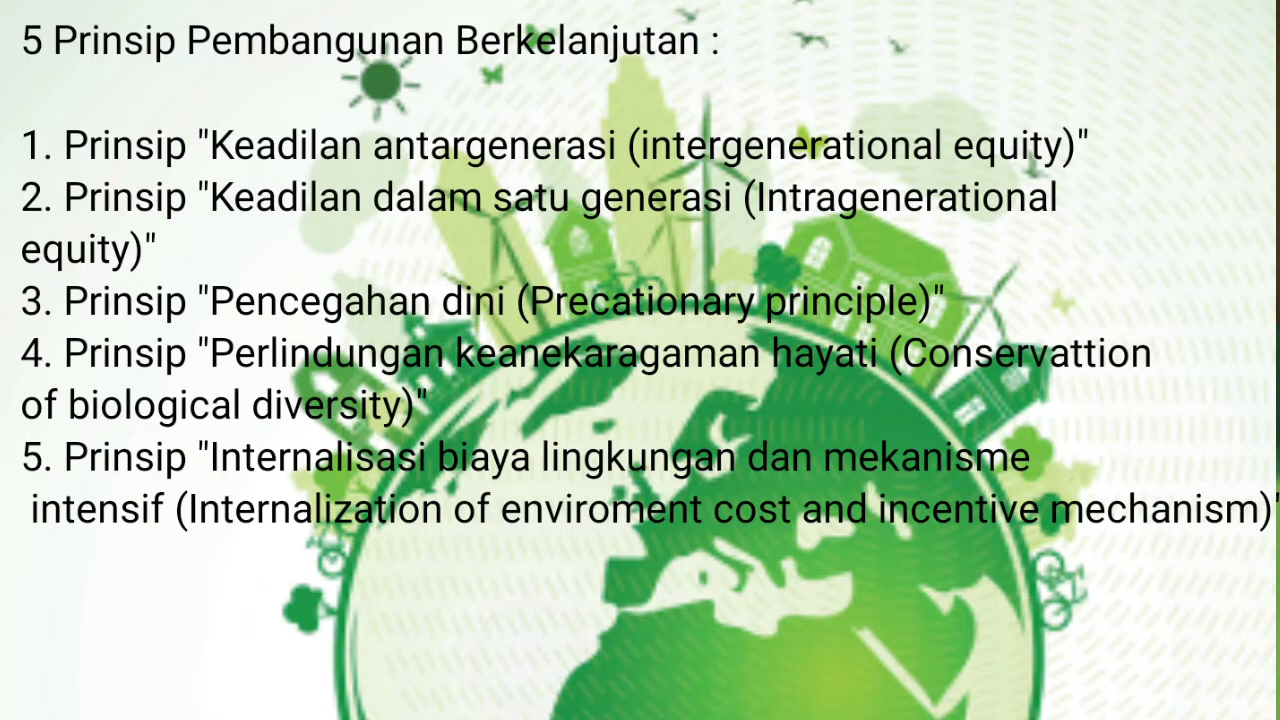 5 Prinsip Pembangunan Berkelanjutan :
1. Prinsip "Keadilan antargenerasi (intergenerational equity)"
2. Prinsip "Keadilan dalam satu generasi (Intragenerational
equity)"
3. Prinsip "Pencegahan dini (Precationary principle)"
4. Prinsip "Perlindungan keanekaragaman hayati (Conservattion
of biological diversity)"
5. Prinsip "Internalisasi biaya lingkungan dan mekanisme
intensif (Internalization of enviroment cost and incentive mechanism)